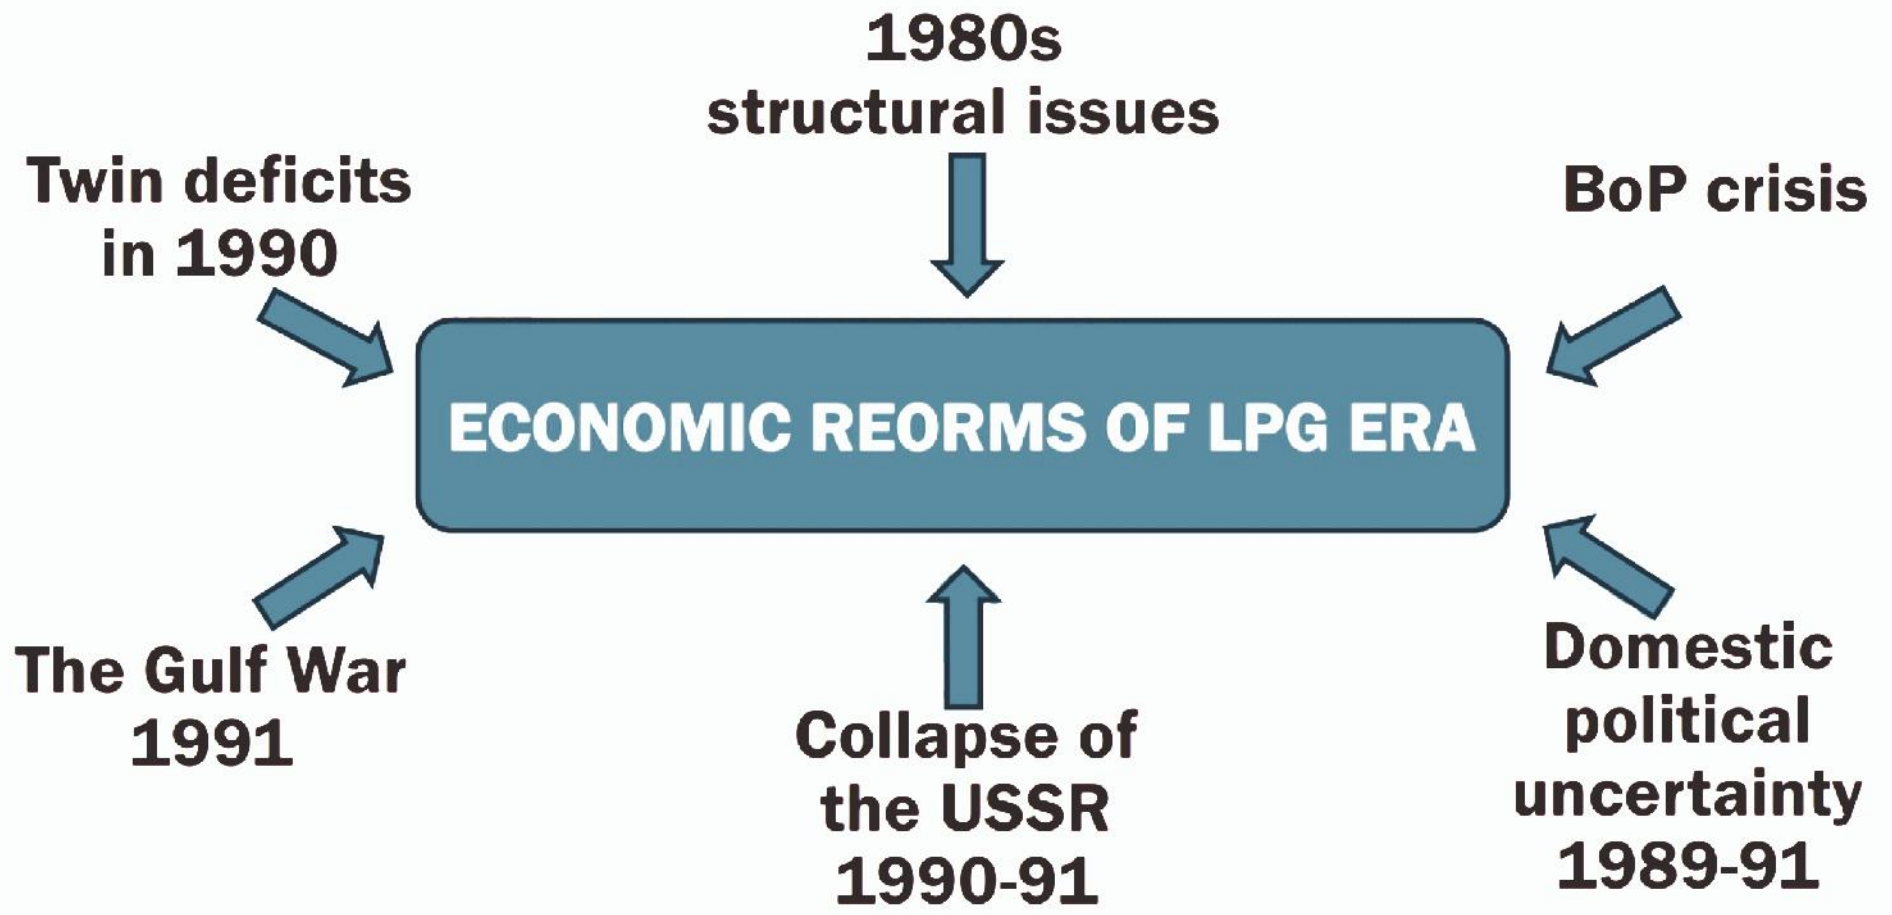 1980s
structural issues
Twin deficits
in 1990
BoP crisis
ECONOMIC REORMS OF LPG ERA
The Gulf War
1991
Collapse of
the USSR
1990-91
Domestic
political
uncertainty
1989-91